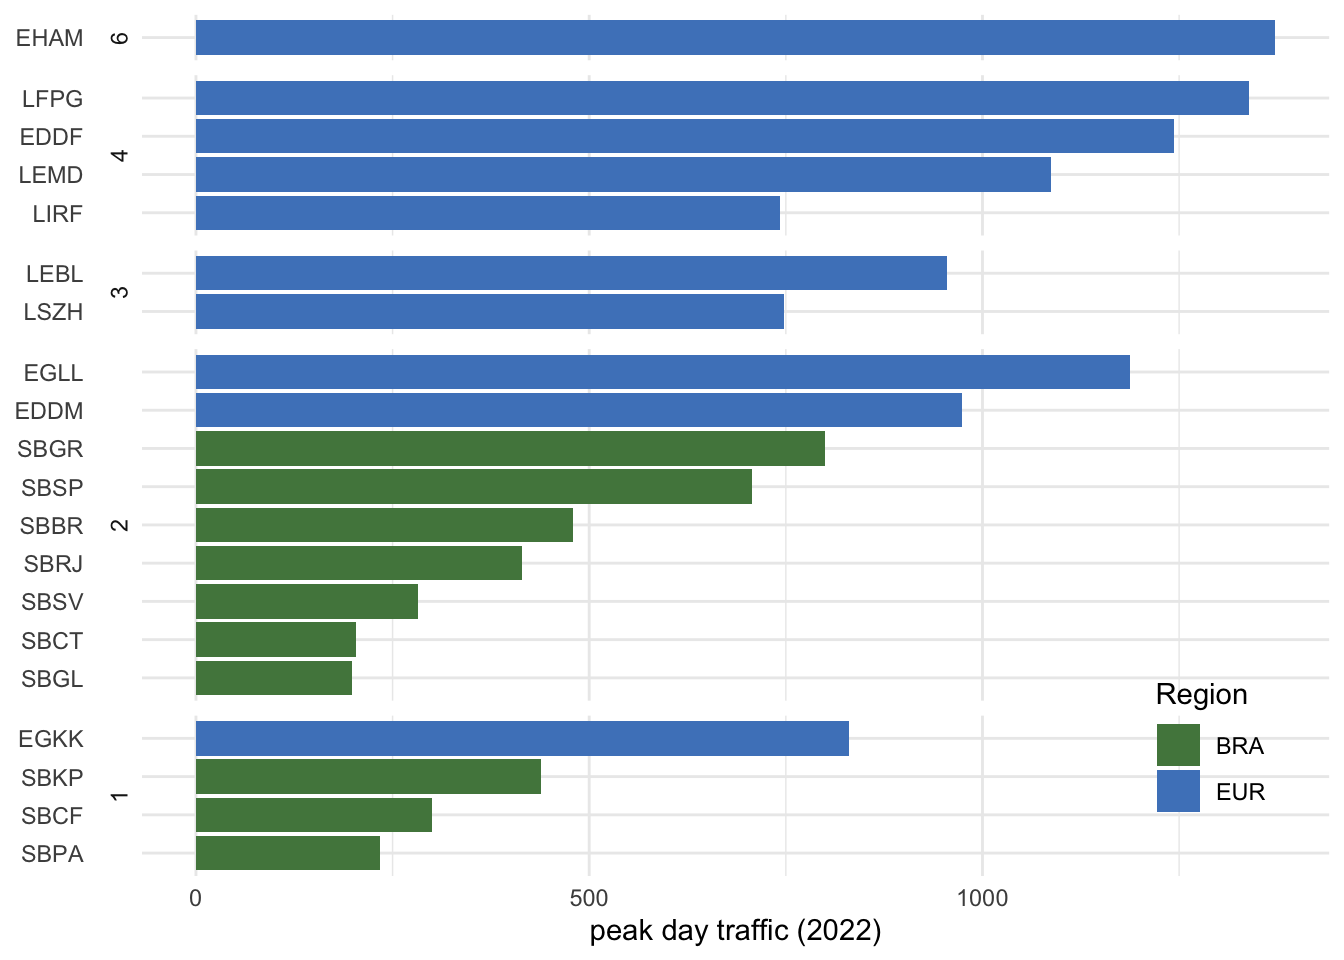 EHAM 6
LFPG
EDDF
4
LEMD
LIRF
LEBL
3
LSZH
EGLL
EDDM
SBGR
SBSP
SBBR 2
SBRJ
SBSV
SBCT
SBGL
EGKK
SBKP
1
SBCF
SBPA
Region
BRA
EUR
0 500 1000
peak day traffic (2022)